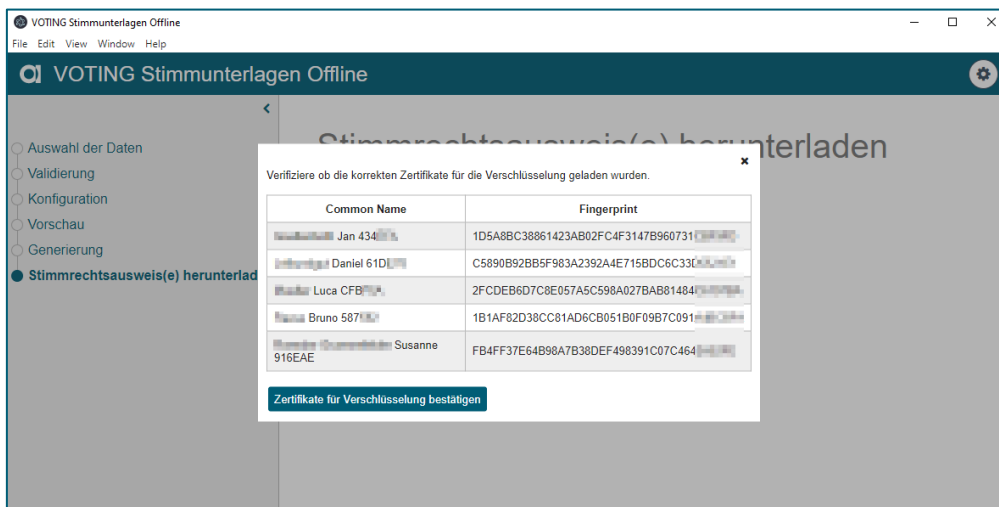 VOTING Stimmunterlagen Offline
File Edit View Window Help
VOTING Stimmunterlagen Offline
Stimmrechtsausweis(e) herunterladen
Auswahl der Daten
Validierung
Konfiguration
Vorschau
Generierung
Stimmrechtsausweis(e) herunterlad
Verifiziere ob die korrekten Zertifikate für die Verschlüsselung geladen wurden.
Common Name Fingerprint
Jan 434 1D5A8BC38861423AB02FC4F3147B960731
Daniel 61D C5890B92BB5F983A2392A4E715BDC6C33D
Luca CFB 2FCDEB6D7C8E057A5C598A027BAB81484
Bruno 587 1B1AF82D38CC81AD6CB051B0F09B7C091
Susanne
916EAE FB4FF37E64B98A7B38DEF498391C07C464
Zertifikate für Verschlüsselung bestätigen